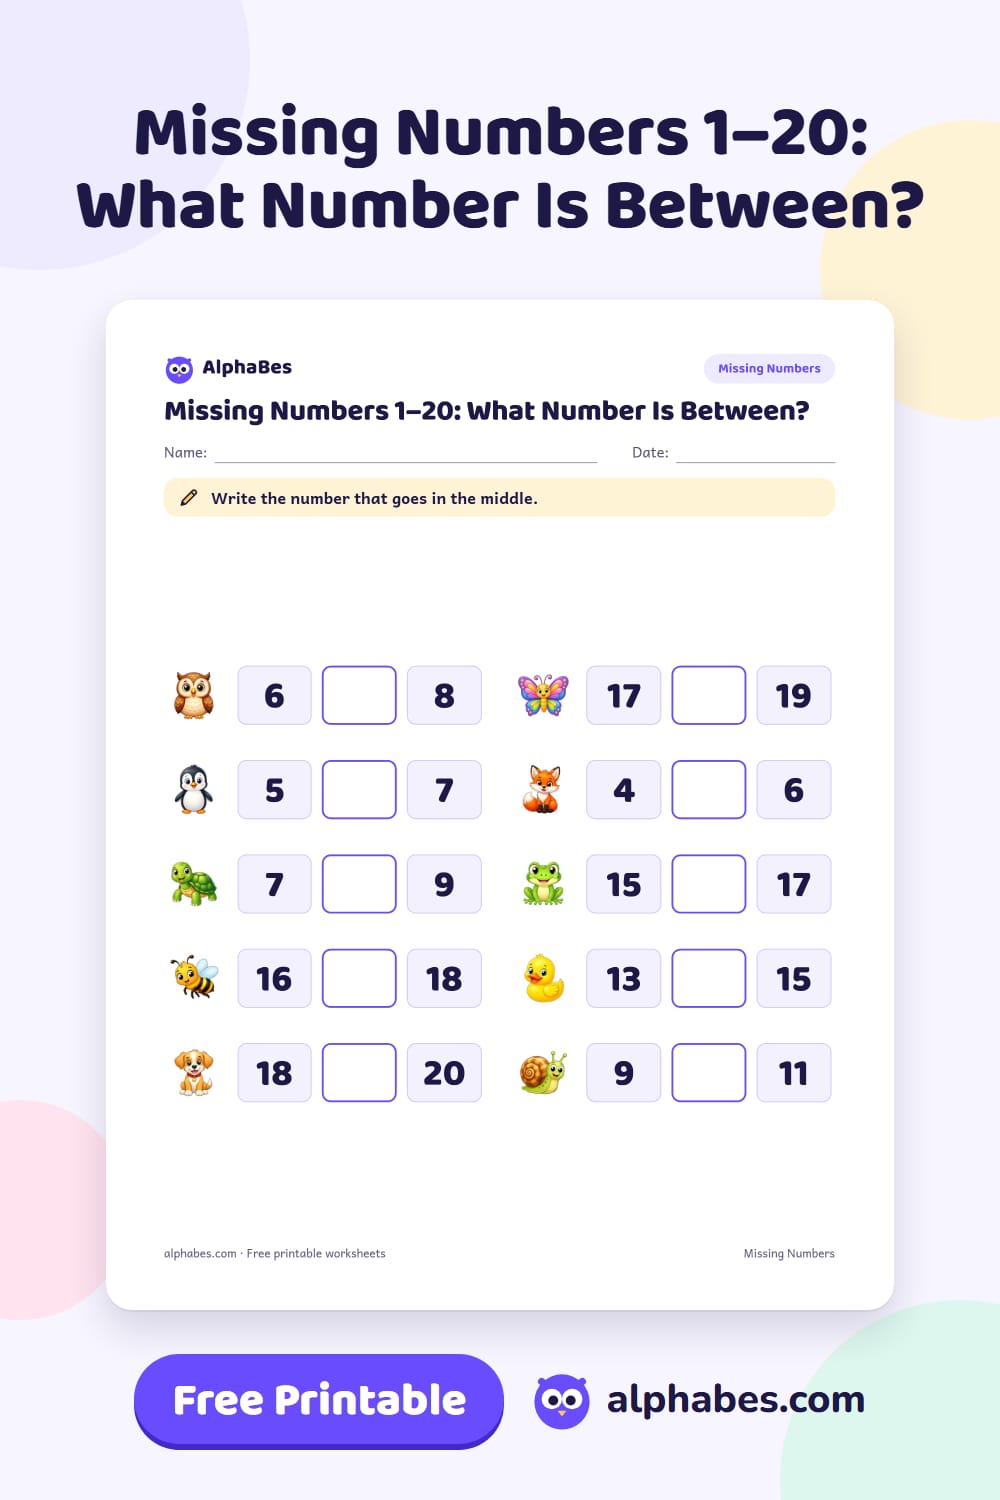 Missing Numbers 1–20:
What Number Is Between?
AlphaBes
Missing Numbers
Missing Numbers 1–20: What Number Is Between?
Name:
Date:
Write the number that goes in the middle.
6 8 17 19
5 7 4 6
7 9 15 17
16 18 13 15
18 20 9 11
alphabes.com · Free printable worksheets
Missing Numbers
Free Printable
alphabes.com